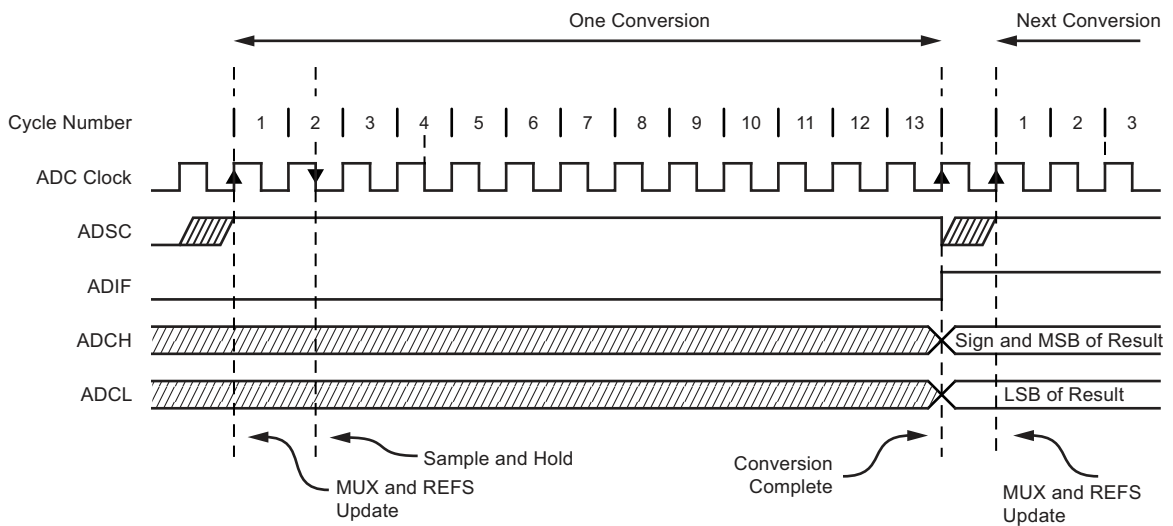 One Conversion
Next Conversion
Cycle Number
1 2 3 4 5 6 7 8 9 10 11 12 13 1 2 3
ADC Clock
ADSC
ADIF
ADCH
Sign and MSB of Result
ADCL
LSB of Result
Sample and Hold
MUX and REFS
Update
Conversion
Complete
MUX and REFS
Update